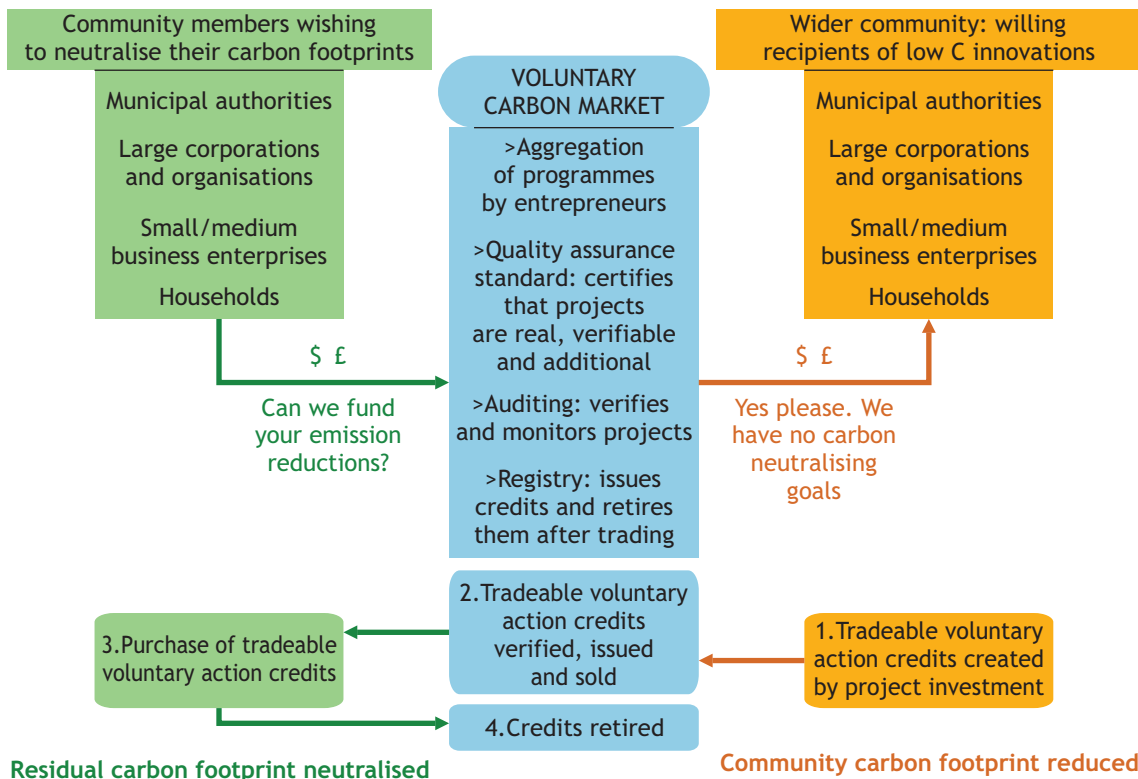 Community members wishing
to neutralise their carbon footprints
Municipal authorities
Large corporations
and organisations
Small/medium
business enterprises
Households
$ £
Can we fund
your emission
reductions?
VOLUNTARY
CARBON MARKET
>Aggregation
of programmes
by entrepreneurs
>Quality assurance
standard: certifies
that projects
are real, verifiable
and additional
>Auditing: verifies
and monitors projects
>Registry: issues
credits and retires
them after trading
Wider community: willing
recipients of low C innovations
Municipal authorities
Large corporations
and organisations
Small/medium
business enterprises
Households
$ £
Yes please. We
have no carbon
neutralising
goals
3.Purchase of tradeable
voluntary action credits
2.Tradeable voluntary
action credits
verified, issued
and sold
1.Tradeable voluntary
action credits created
by project investment
4.Credits retired
Residual carbon footprint neutralised
Community carbon footprint reduced